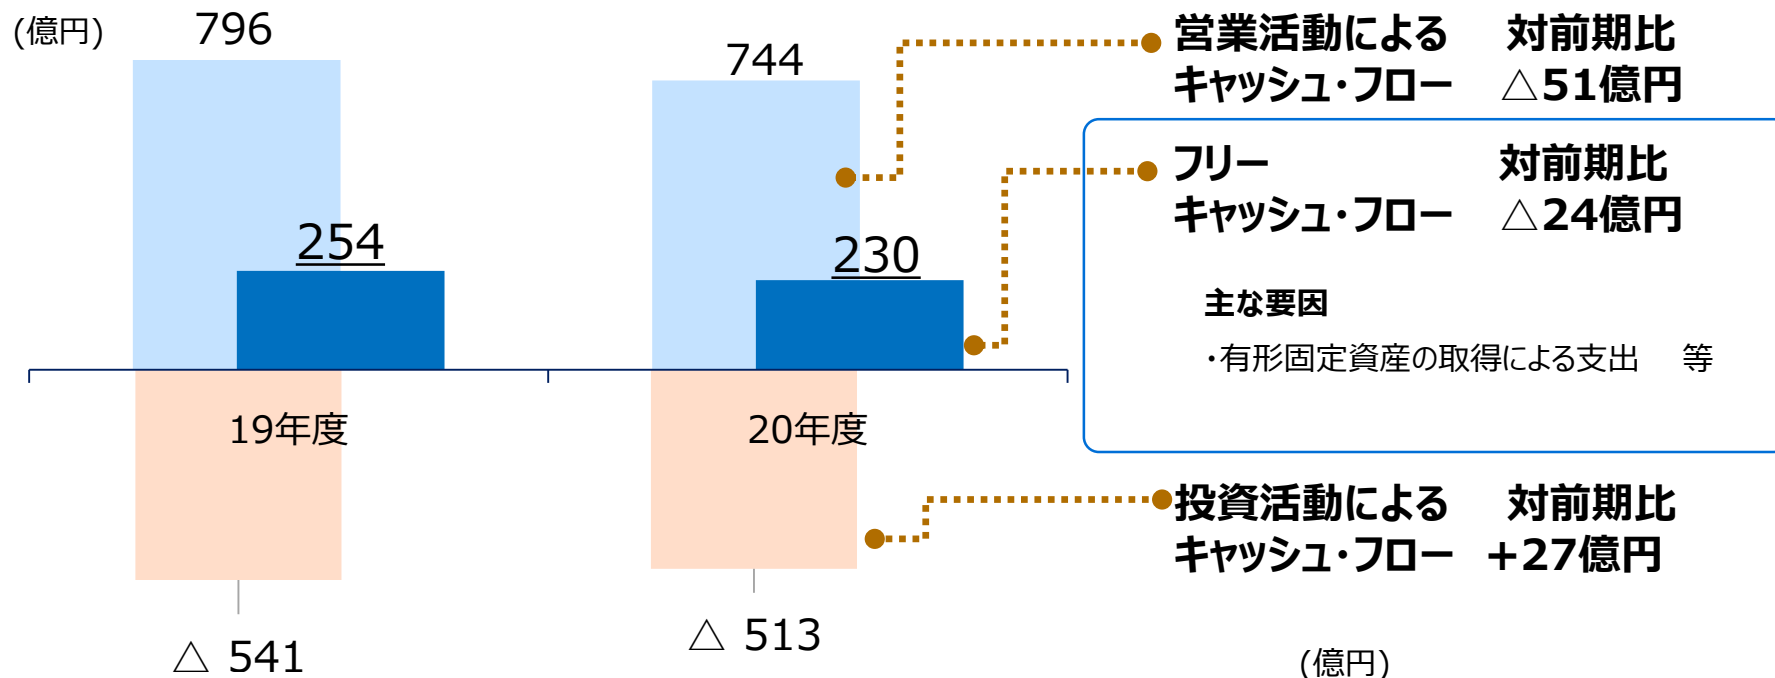 (億円)
796
254
744
230
19年度
20年度
△ 541
△ 513
営業活動による 対前期比
キャッシュ・フロー △51億円
フリー 対前期比
キャッシュ・フロー △24億円
主な要因
・有形固定資産の取得による支出 等
投資活動による 対前期比
キャッシュ・フロー +27億円
(億円)